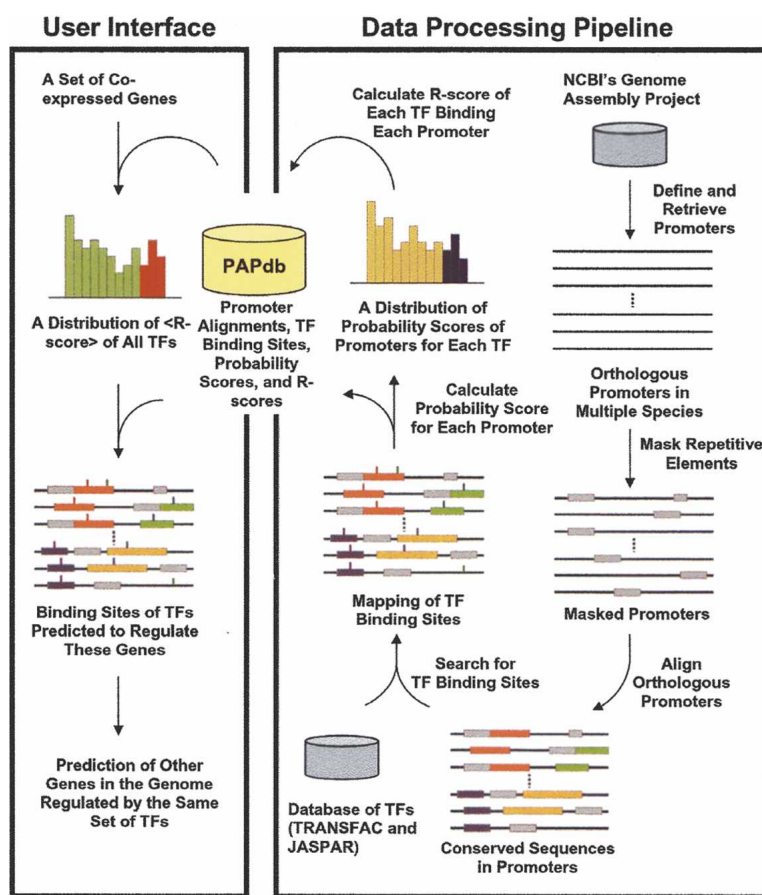 User Interface
A Set of Co-
expressed Genes
A Distribution of <R-
score> of All TFs
Binding Sites of TFs
Predicted to Regulate
These Genes
Prediction of Other
Genes in the Genome
Regulated by the Same
Set of TFs
PAPdb
Promoter
Alignments, TF
Binding Sites,
Probability
Scores, and R-
scores
Data Processing Pipeline
Calculate R-score of
Each TF Binding
Each Promoter
A Distribution of
Probability Scores of
Promoters for Each TF
Calculate
Probability Score
for Each Promoter
Mapping of TF
Binding Sites
Search for
TF Binding Sites
Database of TFs
(TRANSFAC and
JASPAR)
NCBI's Genome
Assembly Project
Define and
Retrieve
Promoters
Orthologous
Promoters in
Multiple Species
Mask Repetitive
Elements
Masked Promoters
Align
Orthologous
Promoters
Conserved Sequences
in Promoters